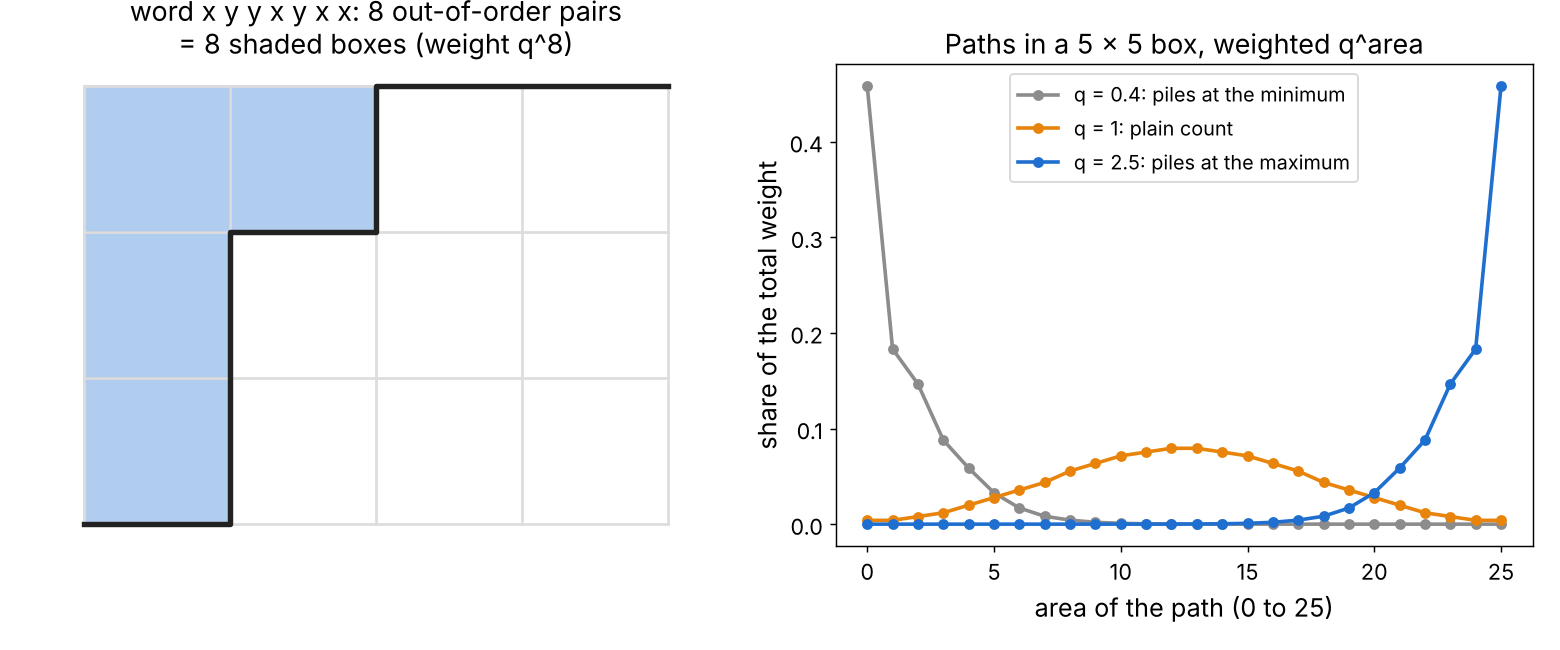 word x y y x y x x: 8 out-of-order pairs
= 8 shaded boxes (weight q^8)
Paths in a 5 × 5 box, weighted q^area
q = 0.4: piles at the minimum
q = 1: plain count
q = 2.5: piles at the maximum
share of the total weight
0.4
0.3
0.2
0.1
0.0
0 5 10 15 20 25
area of the path (0 to 25)